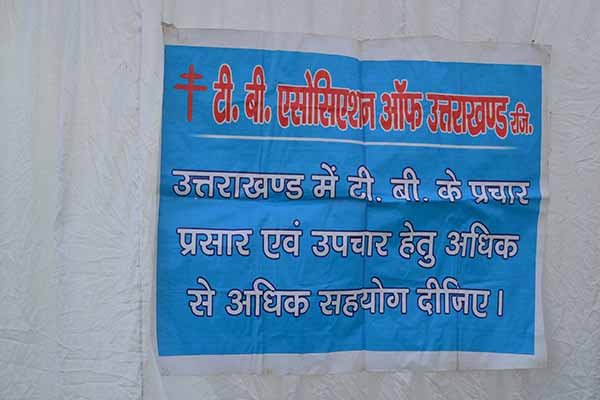 टी. बी. एसोसिएशन ऑफ उत्तराखण्ड रजि.
उत्तराखण्ड में टी. बी. के प्रचार
प्रसार एवं उपचार हेतु अधिक
से अधिक सहयोग दीजिए।